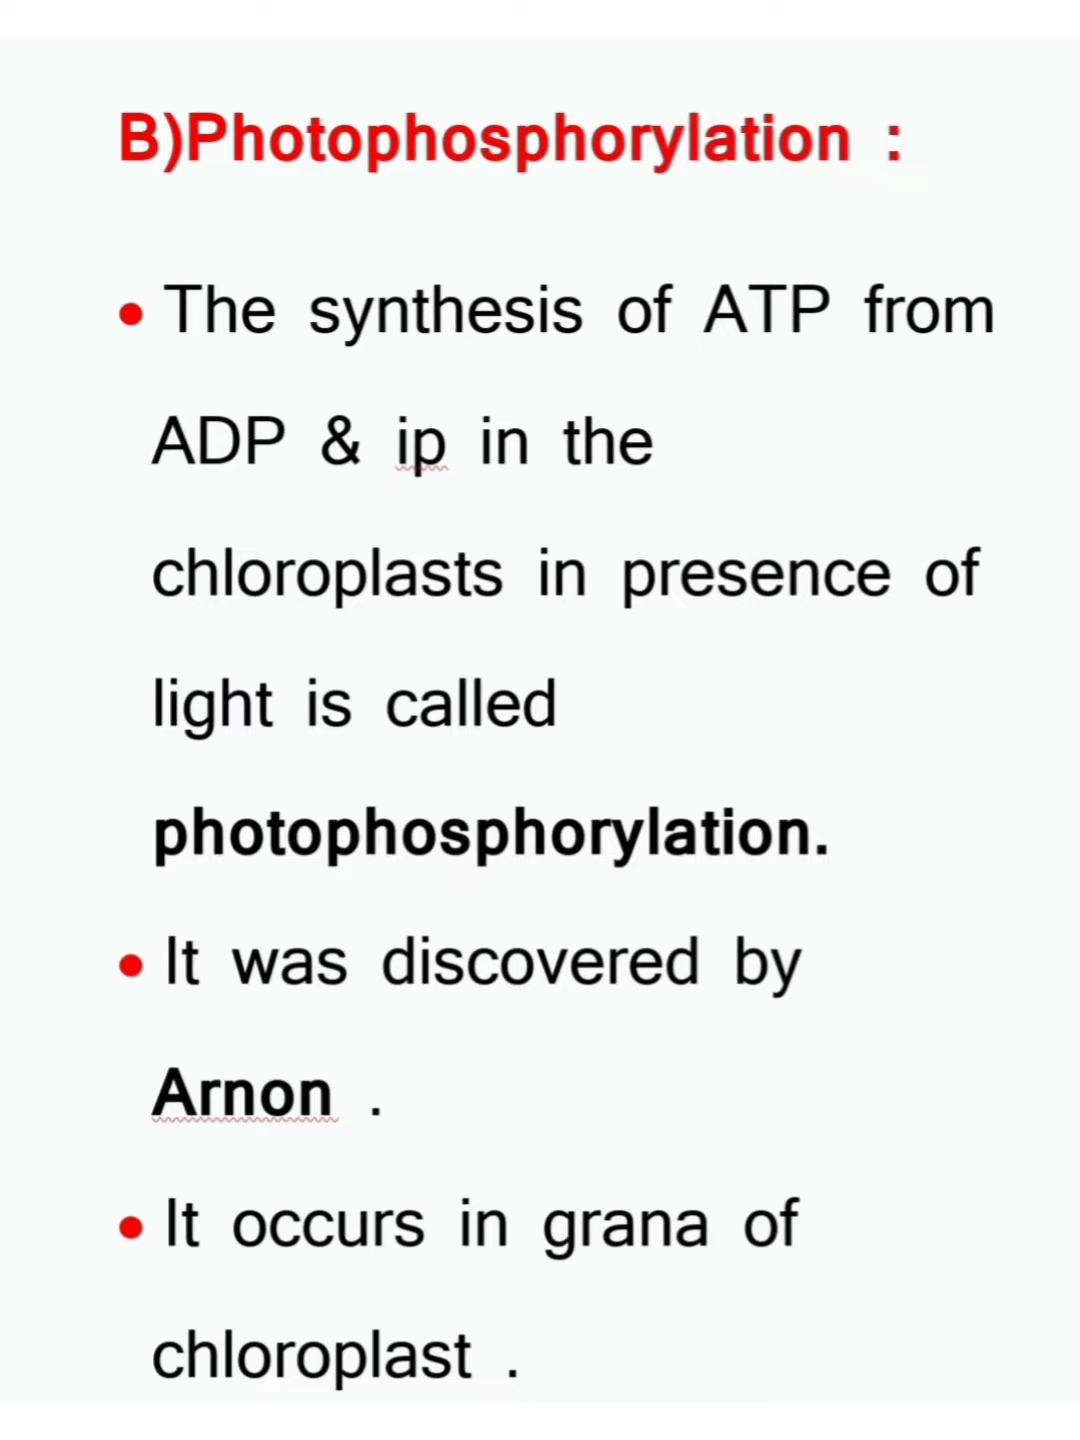 B)Photophosphorylation :
• The synthesis of ATP from
ADP & ip in the
chloroplasts in presence of
light is called
photophosphorylation.
• It was discovered by
Arnon .
• It occurs in grana of
chloroplast .